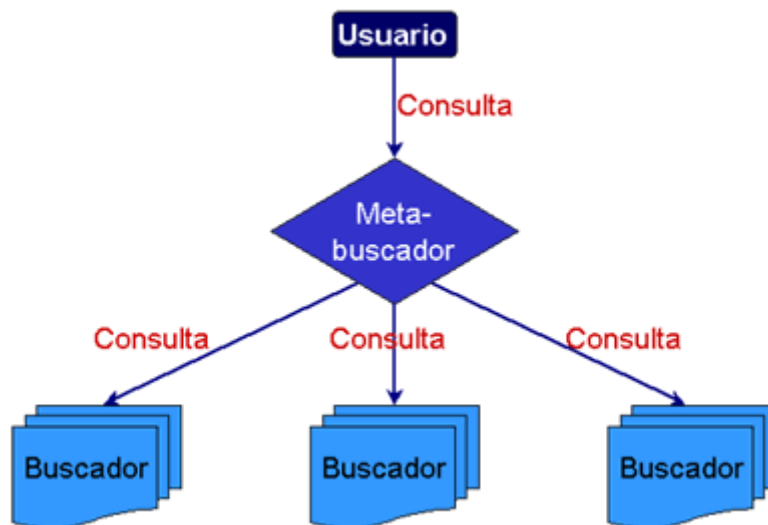 Usuario
Consulta
Meta-
buscador
Consulta
Consulta
Consulta
Buscador
Buscador
Buscador